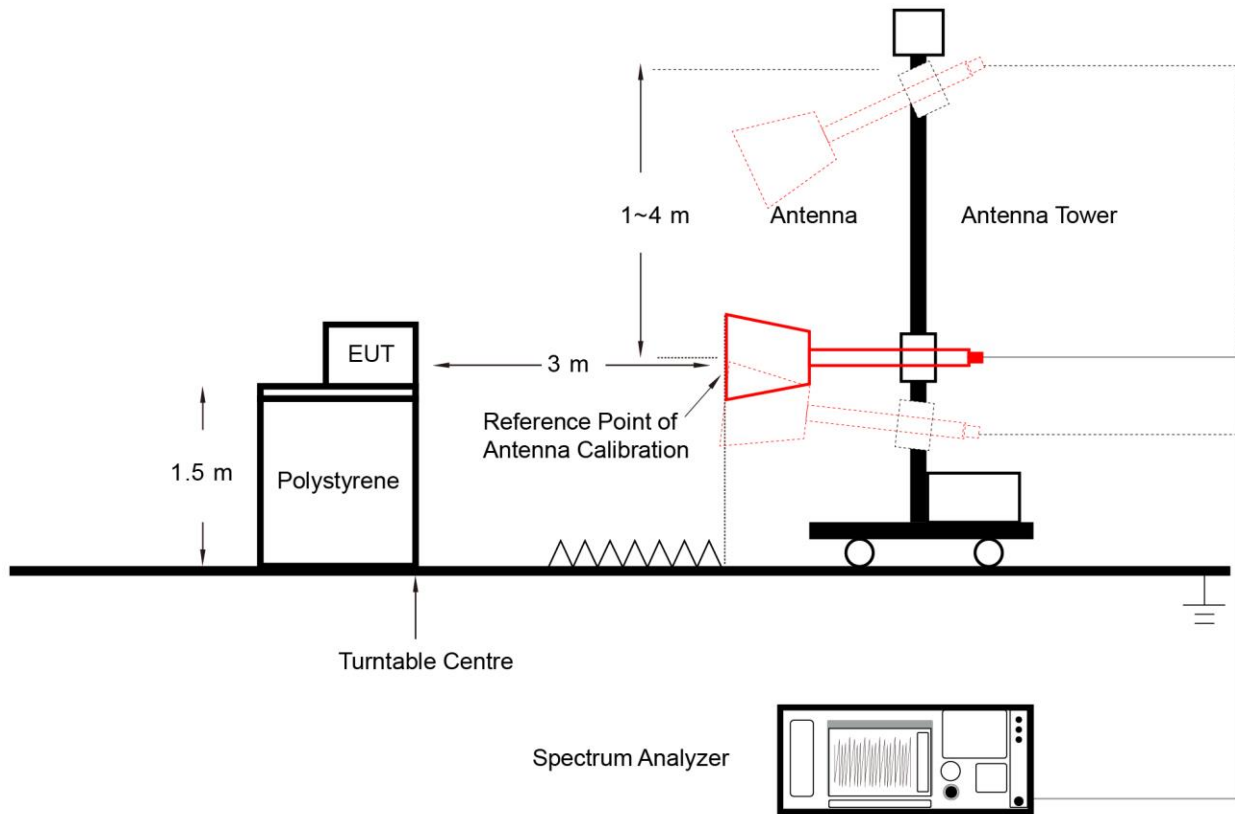 1~4 m
Antenna
Antenna Tower
EUT
3 m
Reference Point of
Antenna Calibration
1.5 m
Polystyrene
Turntable Centre
Spectrum Analyzer